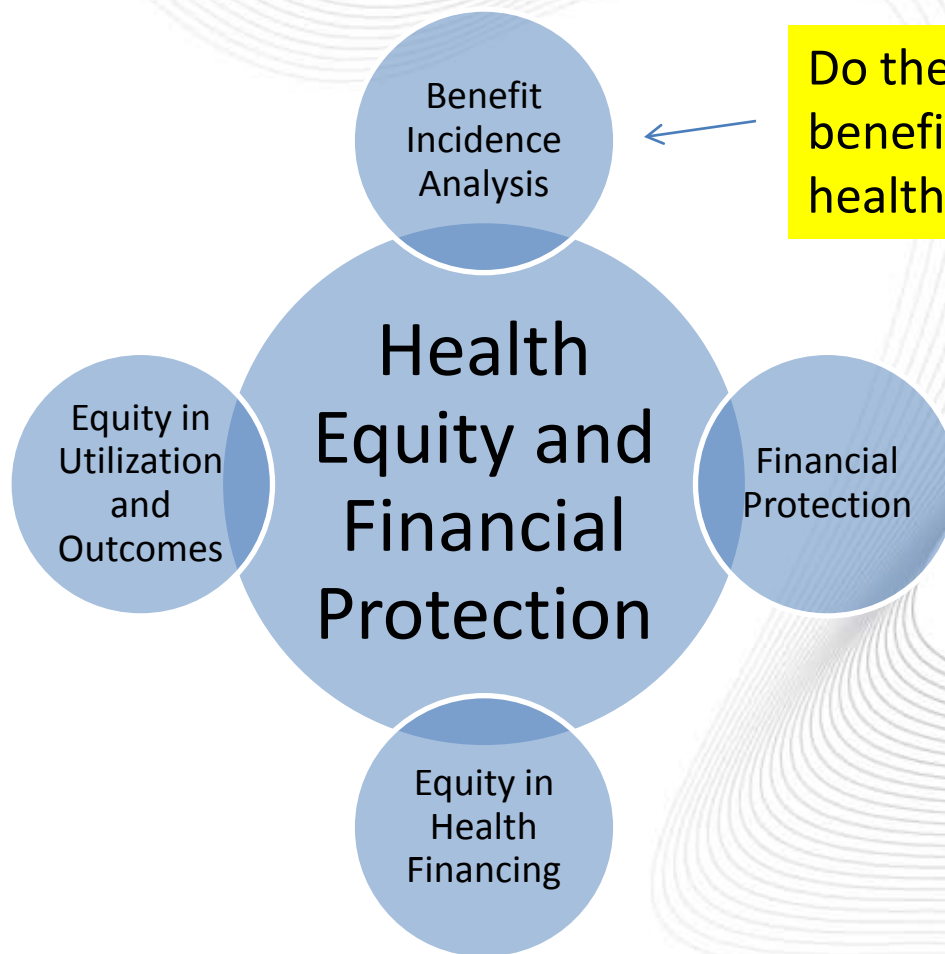 Benefit
Incidence
Analysis
Do the
benefi
health
Health
Equity and
Financial
Protection
Equity in
Utilization
and
Outcomes
Financial
Protection
Equity in
Health
Financing